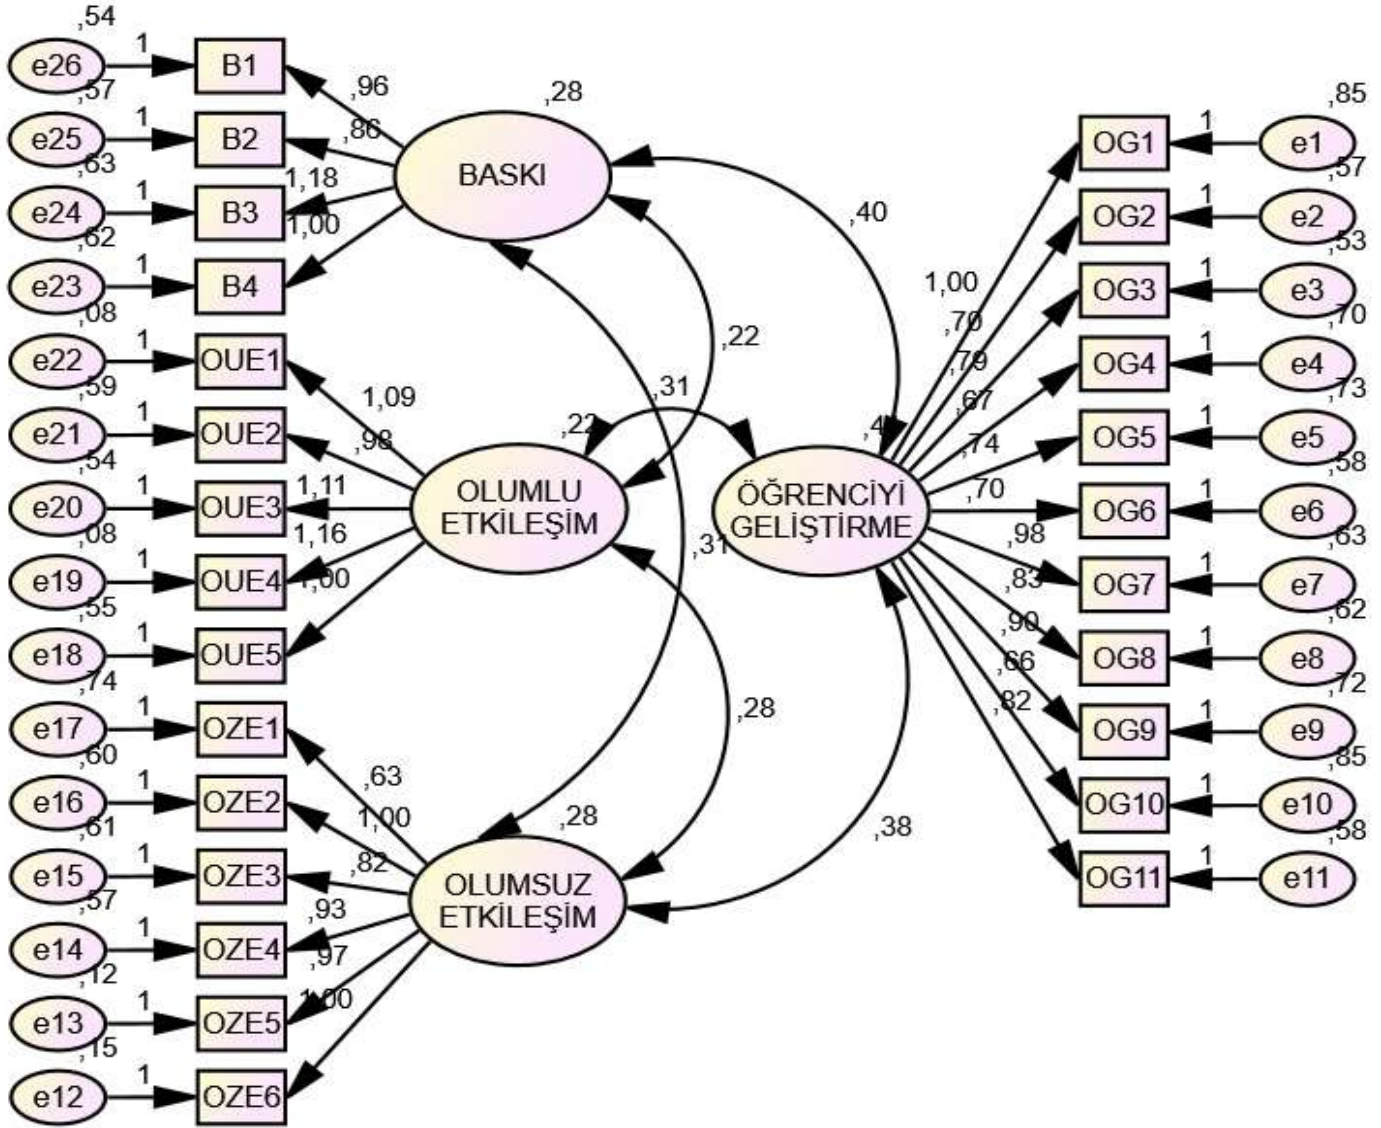 ,54
e26
1
B1
,96
,57
e25
1
B2
,86
,63
e24
1
B3
1,18
,62
e23
1
B4
1,00
,28
BASKI
,08
e22
1
OUE1
1,09
,59
e21
1
OUE2
,98
,54
e20
1
OUE3
1,11
,08
e19
1
OUE4
1,16
,55
e18
1
OUE5
1,00
,22
OLUMLU
ETKİLEŞİM
,74
e17
1
OZE1
,63
,60
e16
1
OZE2
1,00
,61
e15
1
OZE3
,82
,57
e14
1
OZE4
,93
,12
e13
1
OZE5
,97
,15
e12
1
OZE6
1,00
,28
OLUMSUZ
ETKİLEŞİM
,40
,22
,31
,31
,28
,38
ÖĞRENCİYİ
GELİŞTİRME
1,00
OG1
1
e1
,85
,70
OG2
1
e2
,57
,79
OG3
1
e3
,53
,67
OG4
1
e4
,70
,74
OG5
1
e5
,73
,70
OG6
1
e6
,58
,98
OG7
1
e7
,63
,83
OG8
1
e8
,62
,90
OG9
1
e9
,72
,66
OG10
1
e10
,85
,82
OG11
1
e11
,58